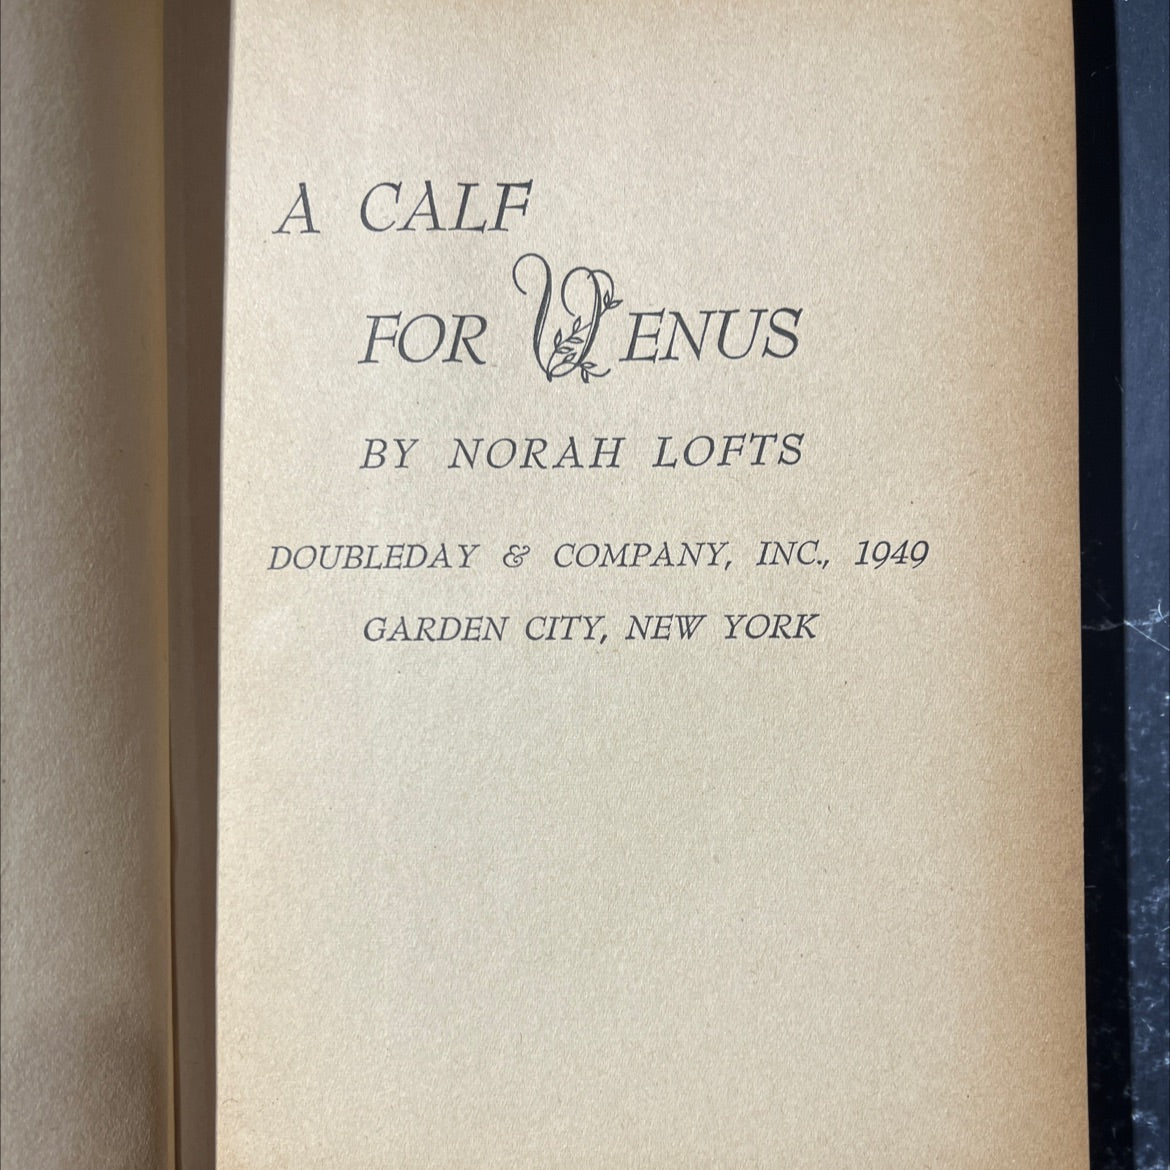 A CALF
FOR VENUS
BY NORAH LOFTS
DOUBLEDAY & COMPANY, INC., 1949
GARDEN CITY, NEW YORK